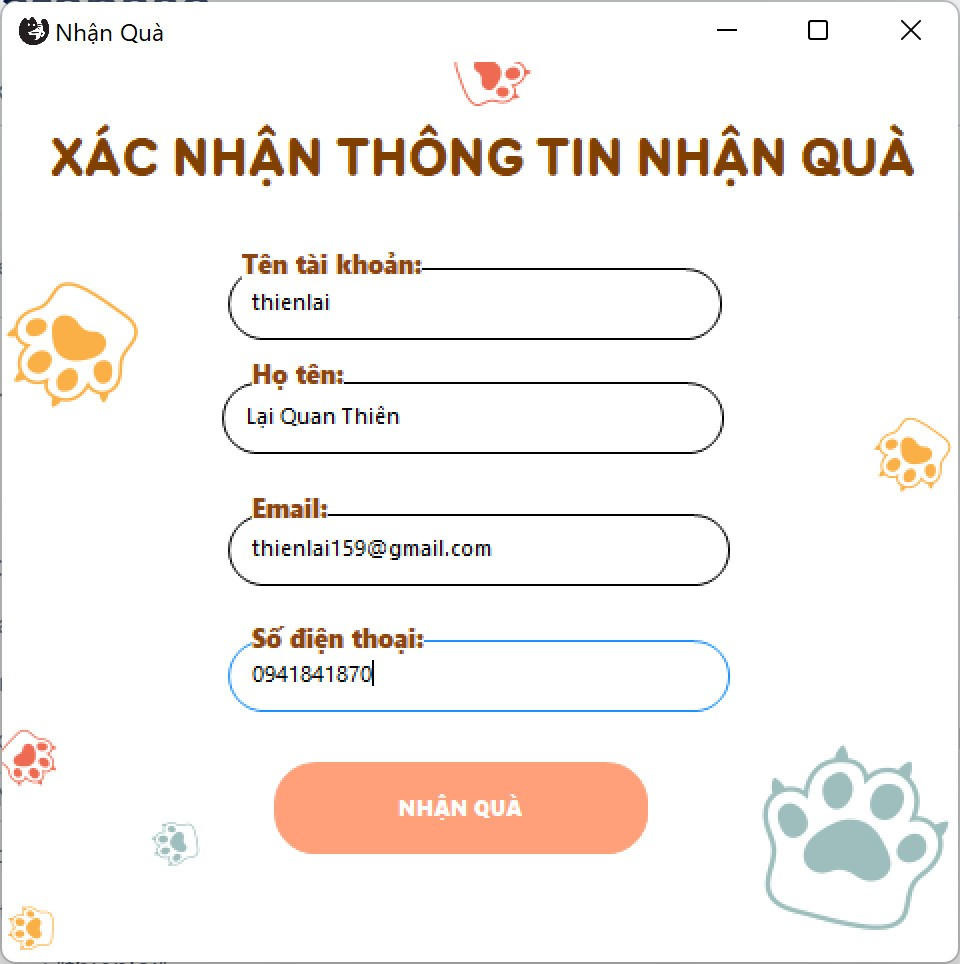 Nhận Quà
XÁC NHẬN THÔNG TIN NHẬN QUÀ
Tên tài khoản:
thienlai
Họ tên:
Lại Quan Thiên
Email:
thienlai159@gmail.com
Số điện thoại:
0941841870
NHẬN QUÀ